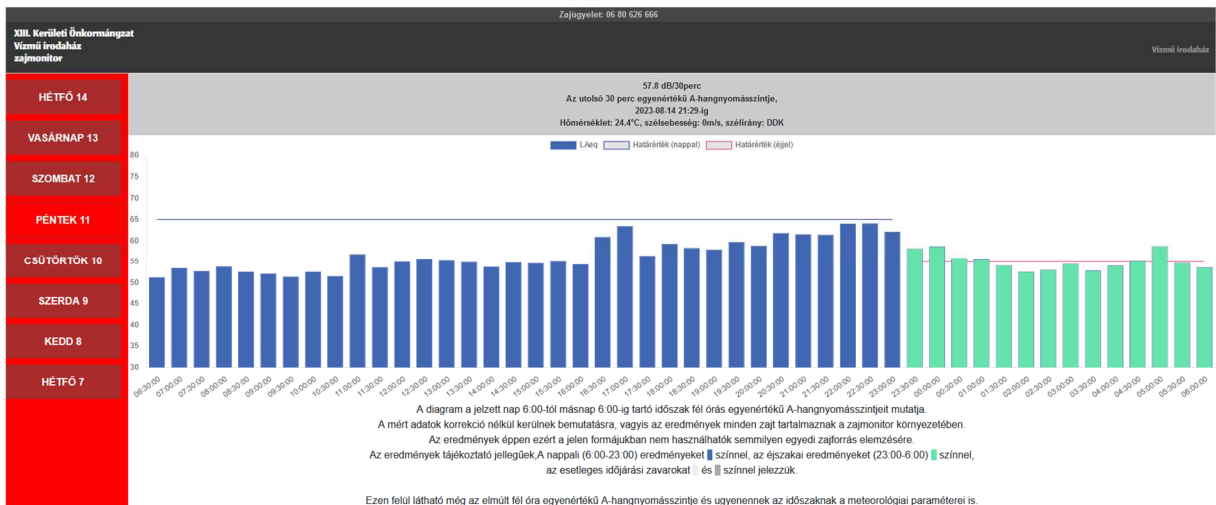 Zajügyelet: 06 80 626 666
XIII. Kerületi Önkormányzat
Vízmű irodaház
zajmonitor
Vízmű irodaház
HÉTFŐ 14
VASÁRNAP 13
SZOMBAT 12
PÉNTEK 11
CSÜTÖRTÖK 10
SZERDA 9
KEDD 8
HÉTFŐ 7
57.8 dB/30perc
Az utolsó 30 perc egyenértékű A-hangnyomásszintje,
2023-08-14 21:29-ig
Hőmérséklet: 24.4°C, szélsebesség: 0m/s, szélirány: DDK
LAeq Határérték (nappal) Határérték (éjjel)
80
75
70
65
60
55
50
45
40
35
30
06:30:00 07:00:00 07:30:00 08:00:00 08:30:00 09:00:00 09:30:00 10:00:00 10:30:00 11:00:00 11:30:00 12:00:00 12:30:00 13:00:00 13:30:00 14:00:00 14:30:00 15:00:00 15:30:00 16:00:00 16:30:00 17:00:00 17:30:00 18:00:00 18:30:00 19:00:00 19:30:00 20:00:00 20:30:00 21:00:00 21:30:00 22:00:00 22:30:00 23:00:00 23:30:00 00:00:00 00:30:00 01:00:00 01:30:00 02:00:00 02:30:00 03:00:00 03:30:00 04:00:00 04:30:00 05:00:00 05:30:00 06:00:00
A diagram a jelzett nap 6:00-tól másnap 6:00-ig tartó időszak fél órás egyenértékű A-hangnyomásszintjeit mutatja.
A mért adatok korrekció nélkül kerülnek bemutatásra, vagyis az eredmények minden zajt tartalmaznak a zajmonitor környezetében.
Az eredmények éppen ezért a jelen formájukban nem használhatók semmilyen egyedi zajforrás elemzésére.
Az eredmények tájékoztató jellegűek,A nappali (6:00-23:00) eredményeket színnel, az éjszakai eredményeket (23:00-6:00) színnel,
az esetleges időjárási zavarokat és színnel jelezzük.
Ezen felül látható még az elmúlt fél óra egyenértékű A-hangnyomásszintje és ugyenennek az időszaknak a meteorológiai paraméterei is.